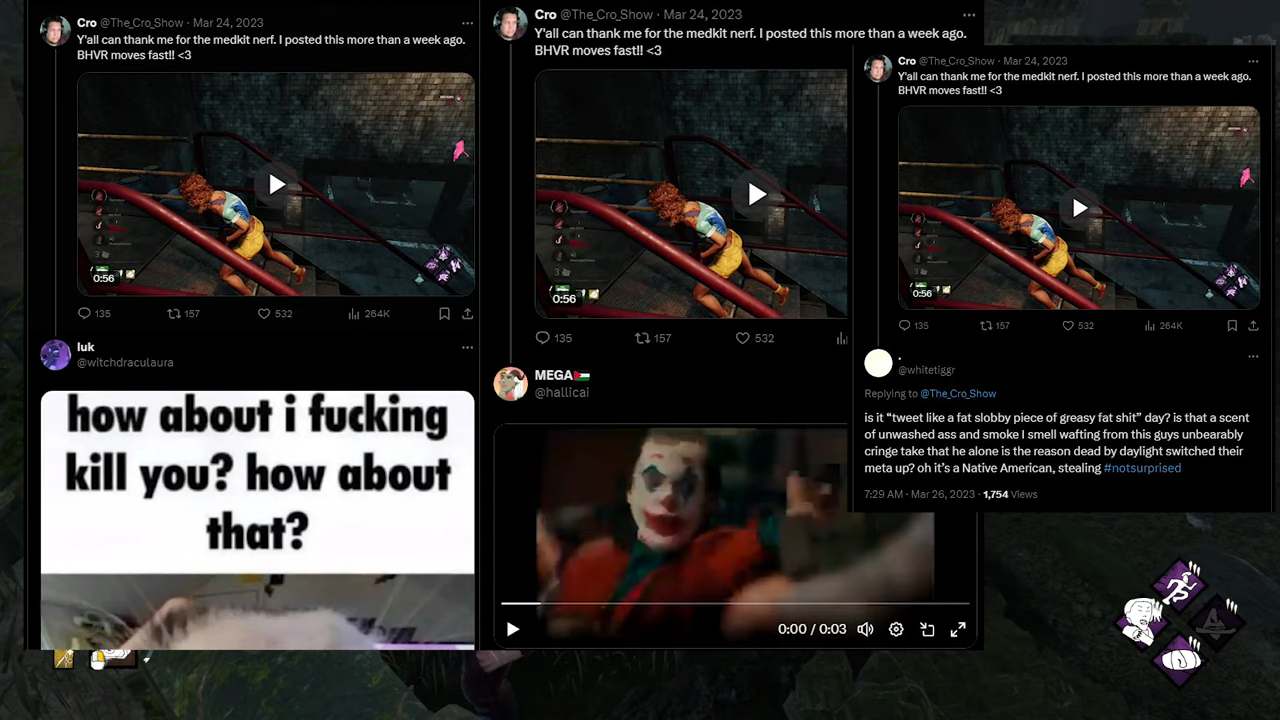 Cro @The_Cro_Show · Mar 24, 2023
Y'all can thank me for the medkit nerf. I posted this more than a week ago.
BHVR moves fast!! <3
0:56
135 157 532 264K
luk
@witchdraculaura
how about i fucking
kill you? how about
that?
Cro @The_Cro_Show · Mar 24, 2023
Y'all can thank me for the medkit nerf. I posted this more than a week ago.
BHVR moves fast!! <3
0:56
135 157 532
MEGA🇵🇸
@hallicai
0:00 / 0:03
Cro @The_Cro_Show · Mar 24, 2023
Y'all can thank me for the medkit nerf. I posted this more than a week ago.
BHVR moves fast!! <3
0:56
135 157 532 264K
.
@whitetiggr
Replying to @The_Cro_Show
is it “tweet like a fat slobby piece of greasy fat shit” day? is that a scent
of unwashed ass and smoke I smell wafting from this guys unbearably
cringe take that he alone is the reason dead by daylight switched their
meta up? oh it’s a Native American, stealing #notsurprised
7:29 AM · Mar 26, 2023 · 1,754 Views